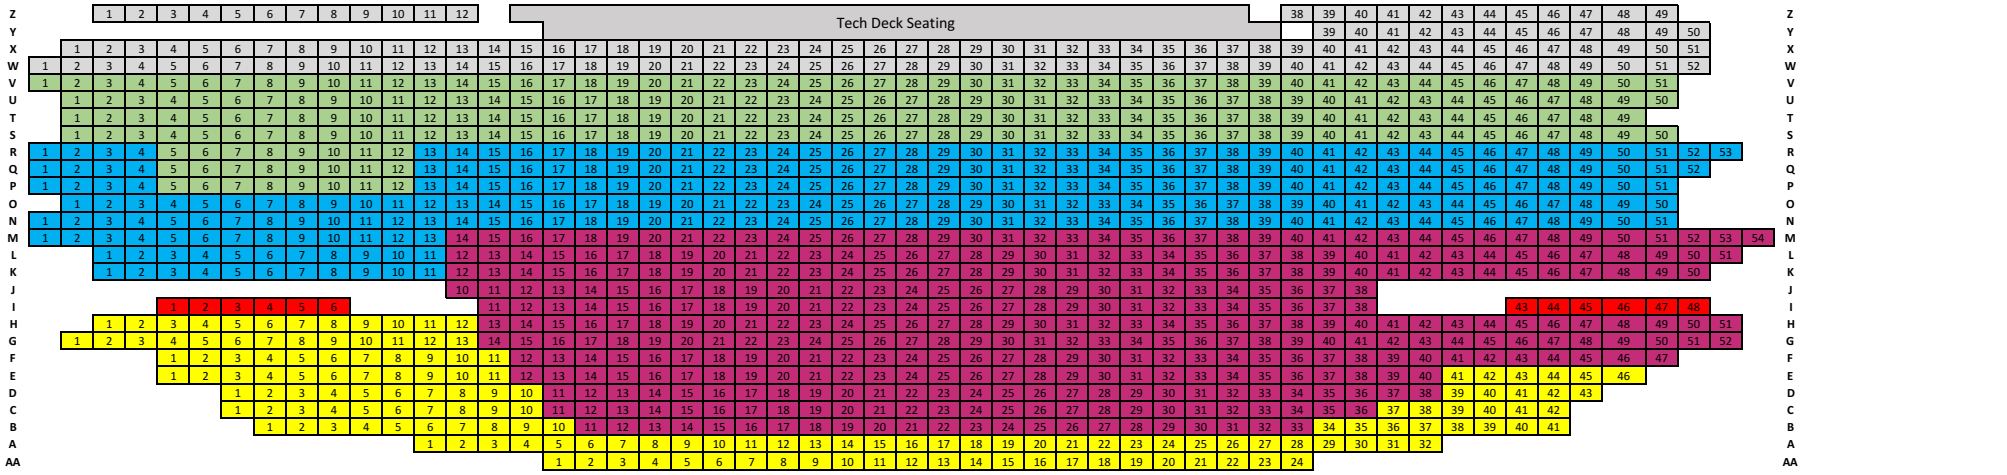 Z 1 2 3 4 5 6 7 8 9 10 11 12 38 39 40 41 42 43 44 45 46 47 48 49 Z
Tech Deck Seating
Y 39 40 41 42 43 44 45 46 47 48 49 50 Y
X 1 2 3 4 5 6 7 8 9 10 11 12 13 14 15 16 17 18 19 20 21 22 23 24 25 26 27 28 29 30 31 32 33 34 35 36 37 38 39 40 41 42 43 44 45 46 47 48 49 50 51 X
W 1 2 3 4 5 6 7 8 9 10 11 12 13 14 15 16 17 18 19 20 21 22 23 24 25 26 27 28 29 30 31 32 33 34 35 36 37 38 39 40 41 42 43 44 45 46 47 48 49 50 51 52 W
V 1 2 3 4 5 6 7 8 9 10 11 12 13 14 15 16 17 18 19 20 21 22 23 24 25 26 27 28 29 30 31 32 33 34 35 36 37 38 39 40 41 42 43 44 45 46 47 48 49 50 51 V
U 1 2 3 4 5 6 7 8 9 10 11 12 13 14 15 16 17 18 19 20 21 22 23 24 25 26 27 28 29 30 31 32 33 34 35 36 37 38 39 40 41 42 43 44 45 46 47 48 49 50 U
T 1 2 3 4 5 6 7 8 9 10 11 12 13 14 15 16 17 18 19 20 21 22 23 24 25 26 27 28 29 30 31 32 33 34 35 36 37 38 39 40 41 42 43 44 45 46 47 48 49 T
S 1 2 3 4 5 6 7 8 9 10 11 12 13 14 15 16 17 18 19 20 21 22 23 24 25 26 27 28 29 30 31 32 33 34 35 36 37 38 39 40 41 42 43 44 45 46 47 48 49 50 S
R 1 2 3 4 5 6 7 8 9 10 11 12 13 14 15 16 17 18 19 20 21 22 23 24 25 26 27 28 29 30 31 32 33 34 35 36 37 38 39 40 41 42 43 44 45 46 47 48 49 50 51 52 53 R
Q 1 2 3 4 5 6 7 8 9 10 11 12 13 14 15 16 17 18 19 20 21 22 23 24 25 26 27 28 29 30 31 32 33 34 35 36 37 38 39 40 41 42 43 44 45 46 47 48 49 50 51 52 Q
P 1 2 3 4 5 6 7 8 9 10 11 12 13 14 15 16 17 18 19 20 21 22 23 24 25 26 27 28 29 30 31 32 33 34 35 36 37 38 39 40 41 42 43 44 45 46 47 48 49 50 51 P
O 1 2 3 4 5 6 7 8 9 10 11 12 13 14 15 16 17 18 19 20 21 22 23 24 25 26 27 28 29 30 31 32 33 34 35 36 37 38 39 40 41 42 43 44 45 46 47 48 49 50 O
N 1 2 3 4 5 6 7 8 9 10 11 12 13 14 15 16 17 18 19 20 21 22 23 24 25 26 27 28 29 30 31 32 33 34 35 36 37 38 39 40 41 42 43 44 45 46 47 48 49 50 51 N
M 1 2 3 4 5 6 7 8 9 10 11 12 13 14 15 16 17 18 19 20 21 22 23 24 25 26 27 28 29 30 31 32 33 34 35 36 37 38 39 40 41 42 43 44 45 46 47 48 49 50 51 52 53 54 M
L 1 2 3 4 5 6 7 8 9 10 11 12 13 14 15 16 17 18 19 20 21 22 23 24 25 26 27 28 29 30 31 32 33 34 35 36 37 38 39 40 41 42 43 44 45 46 47 48 49 50 51 L
K 1 2 3 4 5 6 7 8 9 10 11 12 13 14 15 16 17 18 19 20 21 22 23 24 25 26 27 28 29 30 31 32 33 34 35 36 37 38 39 40 41 42 43 44 45 46 47 48 49 50 K
J 10 11 12 13 14 15 16 17 18 19 20 21 22 23 24 25 26 27 28 29 30 31 32 33 34 35 36 37 38 J
I 1 2 3 4 5 6 11 12 13 14 15 16 17 18 19 20 21 22 23 24 25 26 27 28 29 30 31 32 33 34 35 36 37 38 43 44 45 46 47 48 I
H 1 2 3 4 5 6 7 8 9 10 11 12 13 14 15 16 17 18 19 20 21 22 23 24 25 26 27 28 29 30 31 32 33 34 35 36 37 38 39 40 41 42 43 44 45 46 47 48 49 50 51 H
G 1 2 3 4 5 6 7 8 9 10 11 12 13 14 15 16 17 18 19 20 21 22 23 24 25 26 27 28 29 30 31 32 33 34 35 36 37 38 39 40 41 42 43 44 45 46 47 48 49 50 51 52 G
F 1 2 3 4 5 6 7 8 9 10 11 12 13 14 15 16 17 18 19 20 21 22 23 24 25 26 27 28 29 30 31 32 33 34 35 36 37 38 39 40 41 42 43 44 45 46 47 F
E 1 2 3 4 5 6 7 8 9 10 11 12 13 14 15 16 17 18 19 20 21 22 23 24 25 26 27 28 29 30 31 32 33 34 35 36 37 38 39 40 41 42 43 44 45 46 E
D 1 2 3 4 5 6 7 8 9 10 11 12 13 14 15 16 17 18 19 20 21 22 23 24 25 26 27 28 29 30 31 32 33 34 35 36 37 38 39 40 41 42 43 D
C 1 2 3 4 5 6 7 8 9 10 11 12 13 14 15 16 17 18 19 20 21 22 23 24 25 26 27 28 29 30 31 32 33 34 35 36 37 38 39 40 41 42 C
B 1 2 3 4 5 6 7 8 9 10 11 12 13 14 15 16 17 18 19 20 21 22 23 24 25 26 27 28 29 30 31 32 33 34 35 36 37 38 39 40 41 B
A 1 2 3 4 5 6 7 8 9 10 11 12 13 14 15 16 17 18 19 20 21 22 23 24 25 26 27 28 29 30 31 32 A
AA 1 2 3 4 5 6 7 8 9 10 11 12 13 14 15 16 17 18 19 20 21 22 23 24 AA